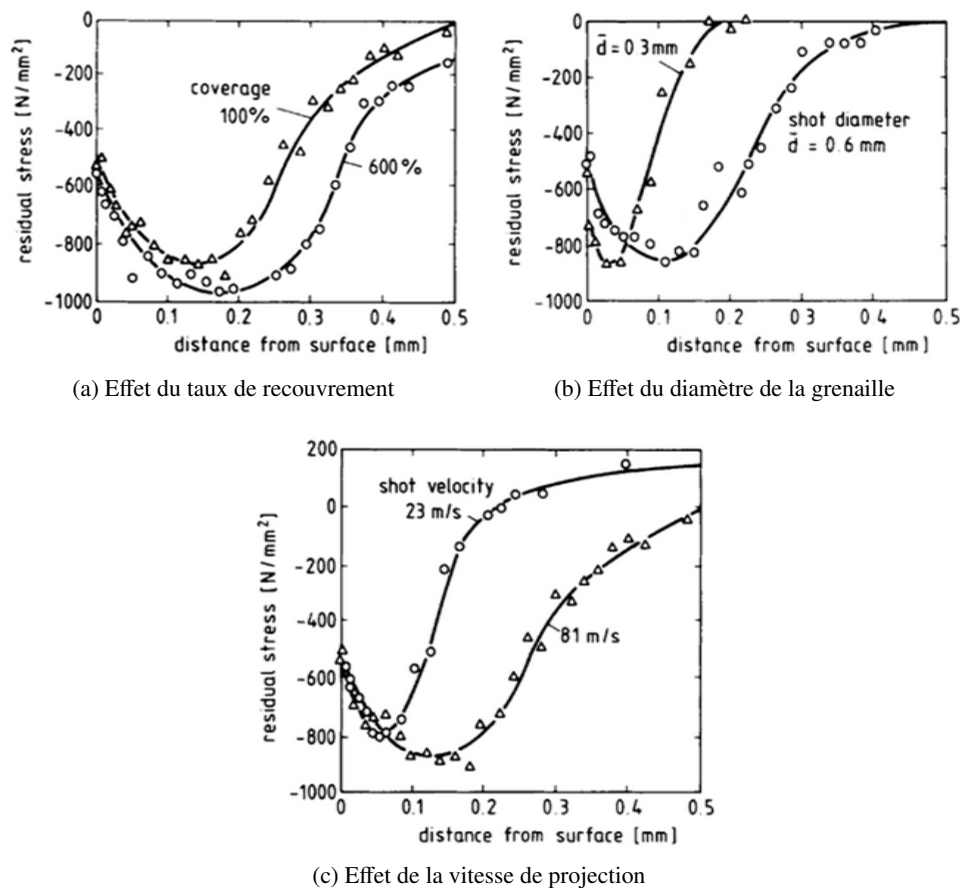 0
-200
-400
-600
-800
-1000
residual stress [N/mm²]
coverage
100%
600%
0 0.1 0.2 0.3 0.4 0.5
distance from surface [mm]
(a) Effet du taux de recouvrement
0
-200
-400
-600
-800
-1000
residual stress [N/mm²]
d̄ = 0.3 mm
shot diameter
d̄ = 0.6 mm
0 0.1 0.2 0.3 0.4 0.5
distance from surface [mm]
(b) Effet du diamètre de la grenaille
200
0
-200
-400
-600
-800
-1000
residual stress [N/mm²]
shot velocity
23 m/s
81 m/s
0 0.1 0.2 0.3 0.4 0.5
distance from surface [mm]
(c) Effet de la vitesse de projection